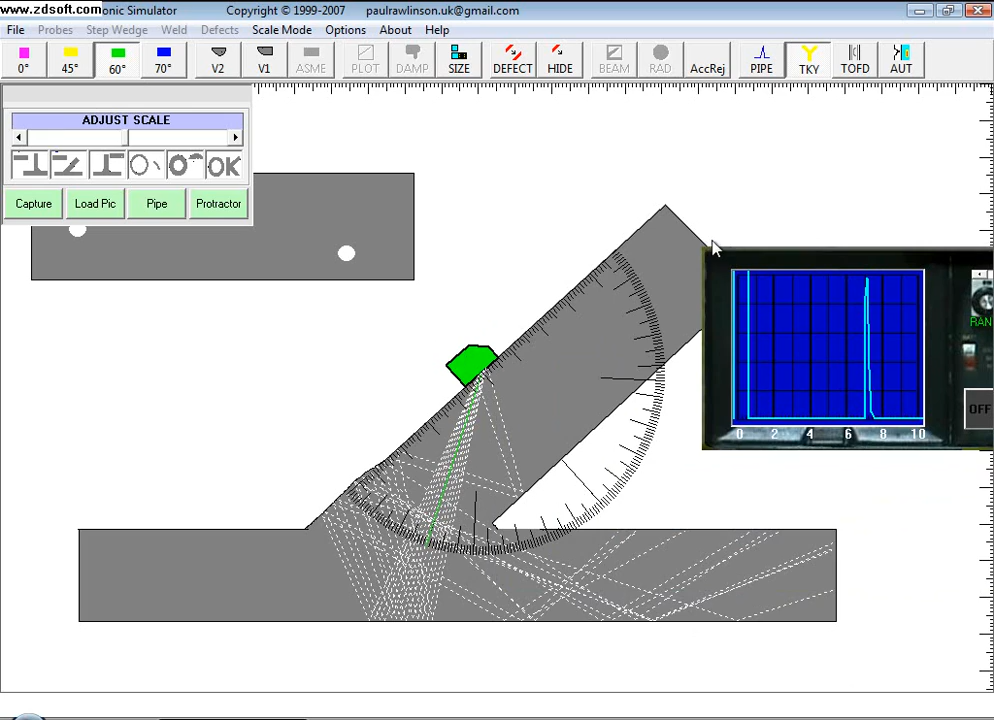 www.zdsoft.com onic Simulator Copyright © 1999-2007 paulrawlinson.uk@gmail.com
File Probes Step Wedge Weld Defects Scale Mode Options About Help
0° 45° 60° 70° V2 V1 ASME PLOT DAMP SIZE DEFECT HIDE BEAM RAD AccRej PIPE TKY TOFD AUT
ADJUST SCALE
OK
Capture Load Pic Pipe Protractor
RAN
OFF
0 2 4 6 8 10